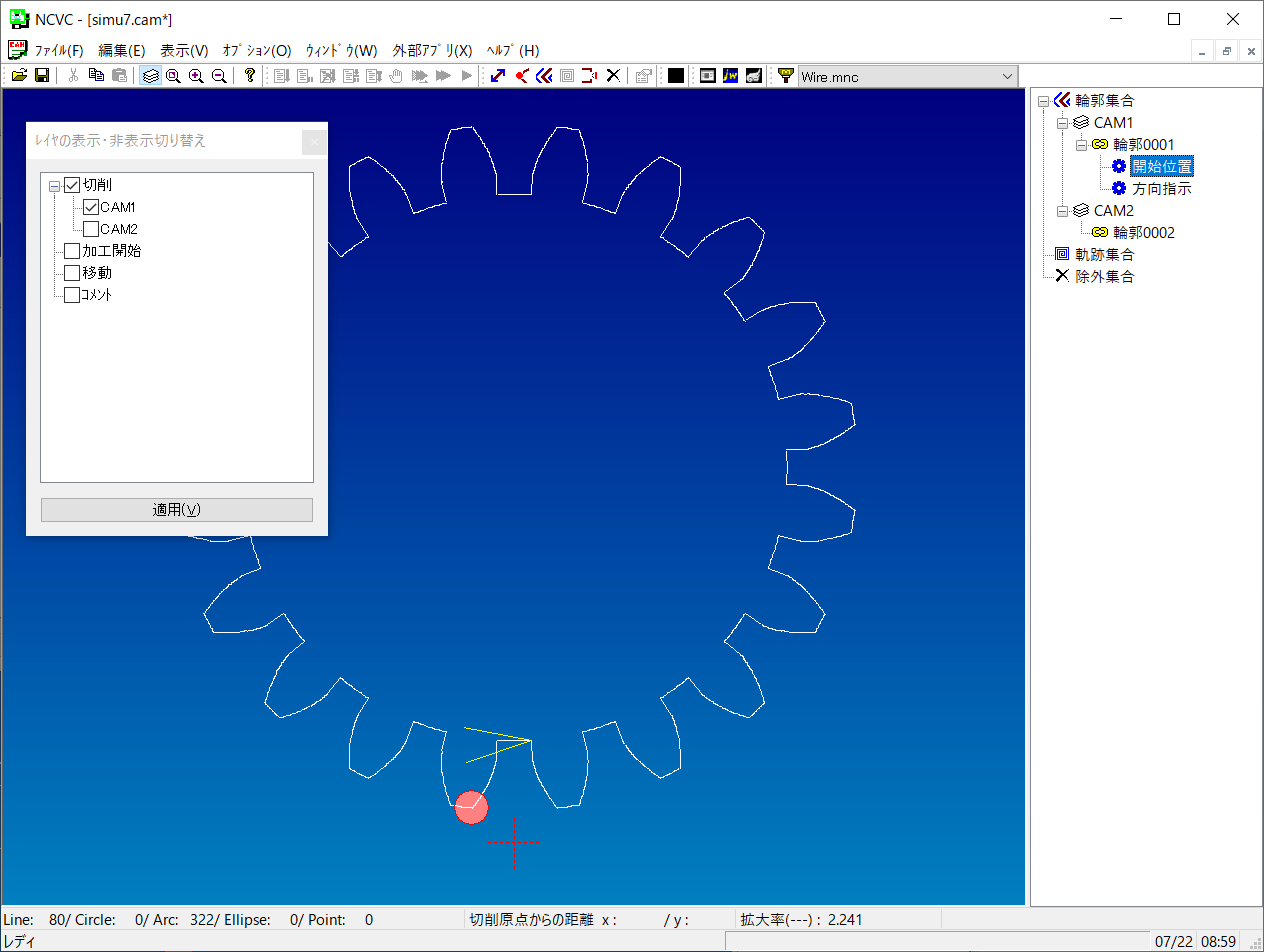 NCVC - [simu7.cam*]
ﾌｧｲﾙ(F) 編集(E) 表示(V) ｵﾌﾟｼｮﾝ(O) ｳｨﾝﾄﾞｳ(W) 外部ｱﾌﾟﾘ(X) ﾍﾙﾌﾟ(H)
CAM
jw
Wire.mnc
ﾚｲﾔの表示・非表示切り替え
切削
CAM1
CAM2
加工開始
移動
ｺﾒﾝﾄ
適用(V)
輪郭集合
CAM1
輪郭0001
開始位置
方向指示
CAM2
輪郭0002
軌跡集合
除外集合
Line: 80/ Circle: 0/ Arc: 322/ Ellipse: 0/ Point: 0 切削原点からの距離 x : / y : 拡大率(---) : 2.241
ﾚﾃﾞｨ 07/22 08:59